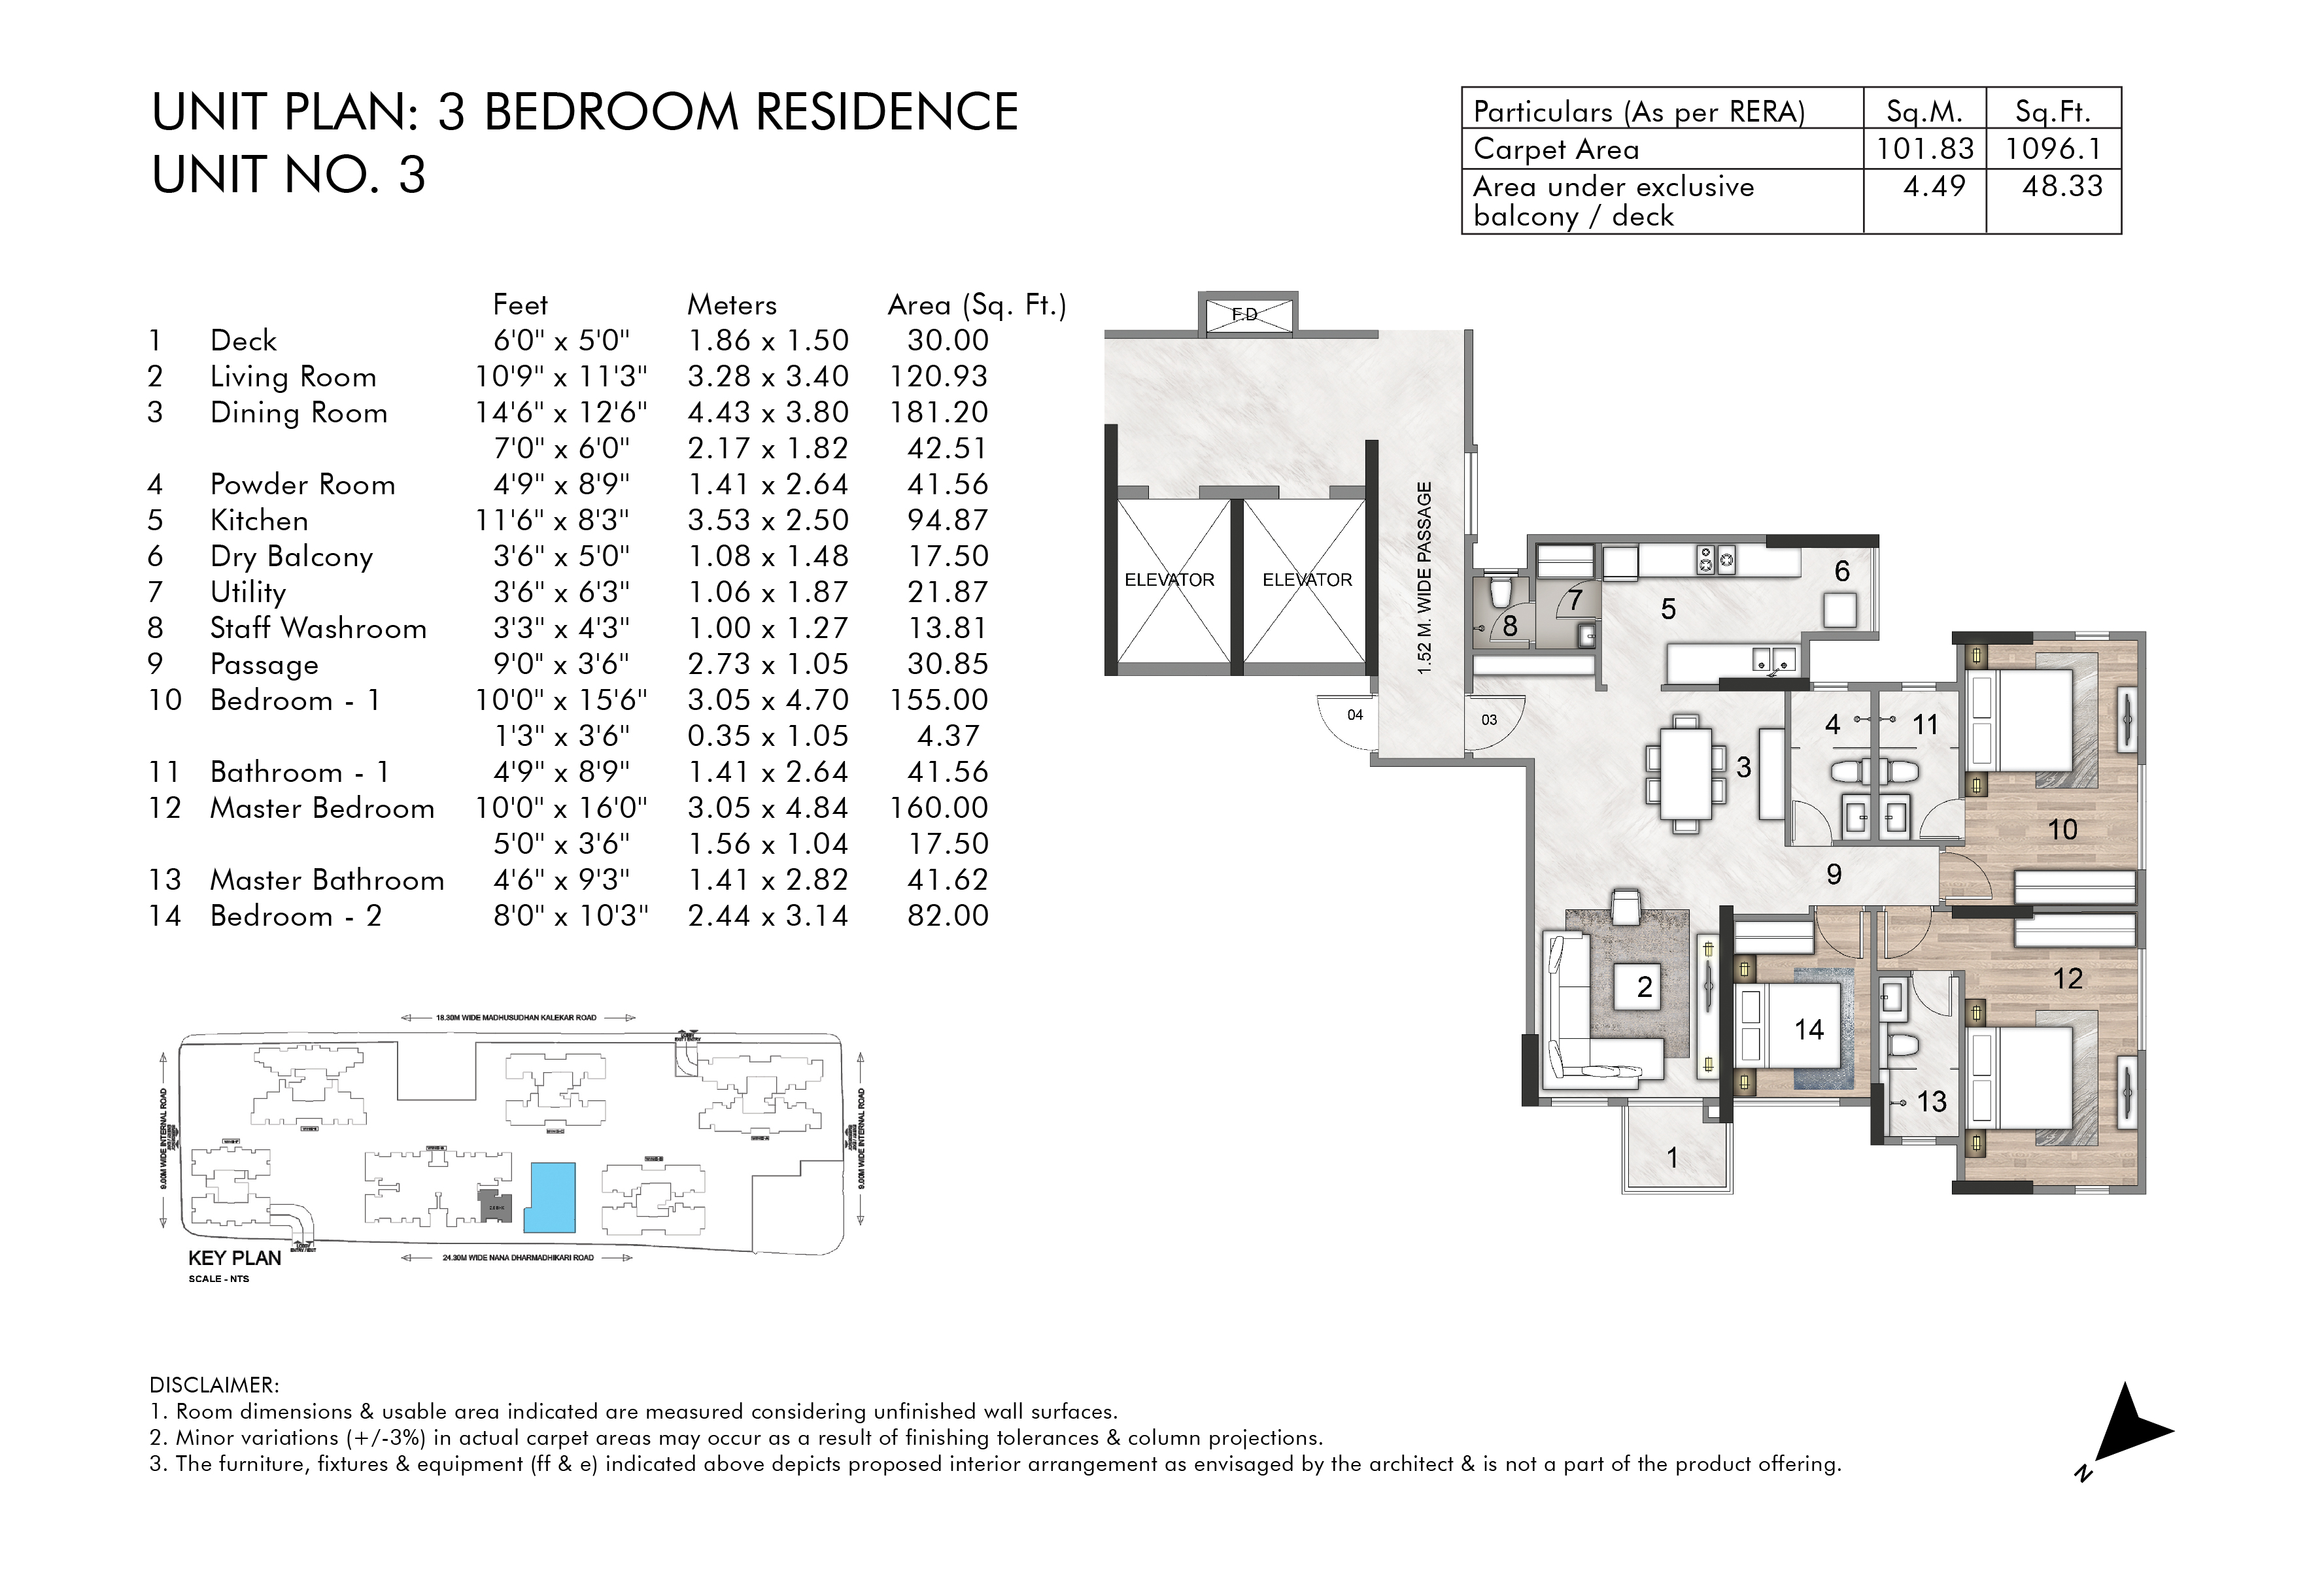 UNIT PLAN: 3 BEDROOM RESIDENCE
UNIT NO. 3
Particulars (As per RERA) Sq.M. Sq.Ft.
Carpet Area 101.83 1096.1
Area under exclusive balcony / deck 4.49 48.33
Feet Meters Area (Sq. Ft.)
1 Deck 6'0" x 5'0" 1.86 x 1.50 30.00
2 Living Room 10'9" x 11'3" 3.28 x 3.40 120.93
3 Dining Room 14'6" x 12'6" 4.43 x 3.80 181.20
7'0" x 6'0" 2.17 x 1.82 42.51
4 Powder Room 4'9" x 8'9" 1.41 x 2.64 41.56
5 Kitchen 11'6" x 8'3" 3.53 x 2.50 94.87
6 Dry Balcony 3'6" x 5'0" 1.08 x 1.48 17.50
7 Utility 3'6" x 6'3" 1.06 x 1.87 21.87
8 Staff Washroom 3'3" x 4'3" 1.00 x 1.27 13.81
9 Passage 9'0" x 3'6" 2.73 x 1.05 30.85
10 Bedroom - 1 10'0" x 15'6" 3.05 x 4.70 155.00
1'3" x 3'6" 0.35 x 1.05 4.37
11 Bathroom - 1 4'9" x 8'9" 1.41 x 2.64 41.56
12 Master Bedroom 10'0" x 16'0" 3.05 x 4.84 160.00
5'0" x 3'6" 1.56 x 1.04 17.50
13 Master Bathroom 4'6" x 9'3" 1.41 x 2.82 41.62
14 Bedroom - 2 8'0" x 10'3" 2.44 x 3.14 82.00
F.D
ELEVATOR
ELEVATOR
1.52 M. WIDE PASSAGE
04
03
6
7
5
8
4
11
3
10
9
12
2
14
13
1
18.30M WIDE MADHUSUDHAN KALEKAR ROAD
9.00M WIDE INTERNAL ROAD
9.00M WIDE INTERNAL ROAD
24.30M WIDE NANA DHARMADHIKARI ROAD
KEY PLAN
SCALE - NTS
DISCLAIMER:
1. Room dimensions & usable area indicated are measured considering unfinished wall surfaces.
2. Minor variations (+/-3%) in actual carpet areas may occur as a result of finishing tolerances & column projections.
3. The furniture, fixtures & equipment (ff & e) indicated above depicts proposed interior arrangement as envisaged by the architect & is not a part of the product offering.
N